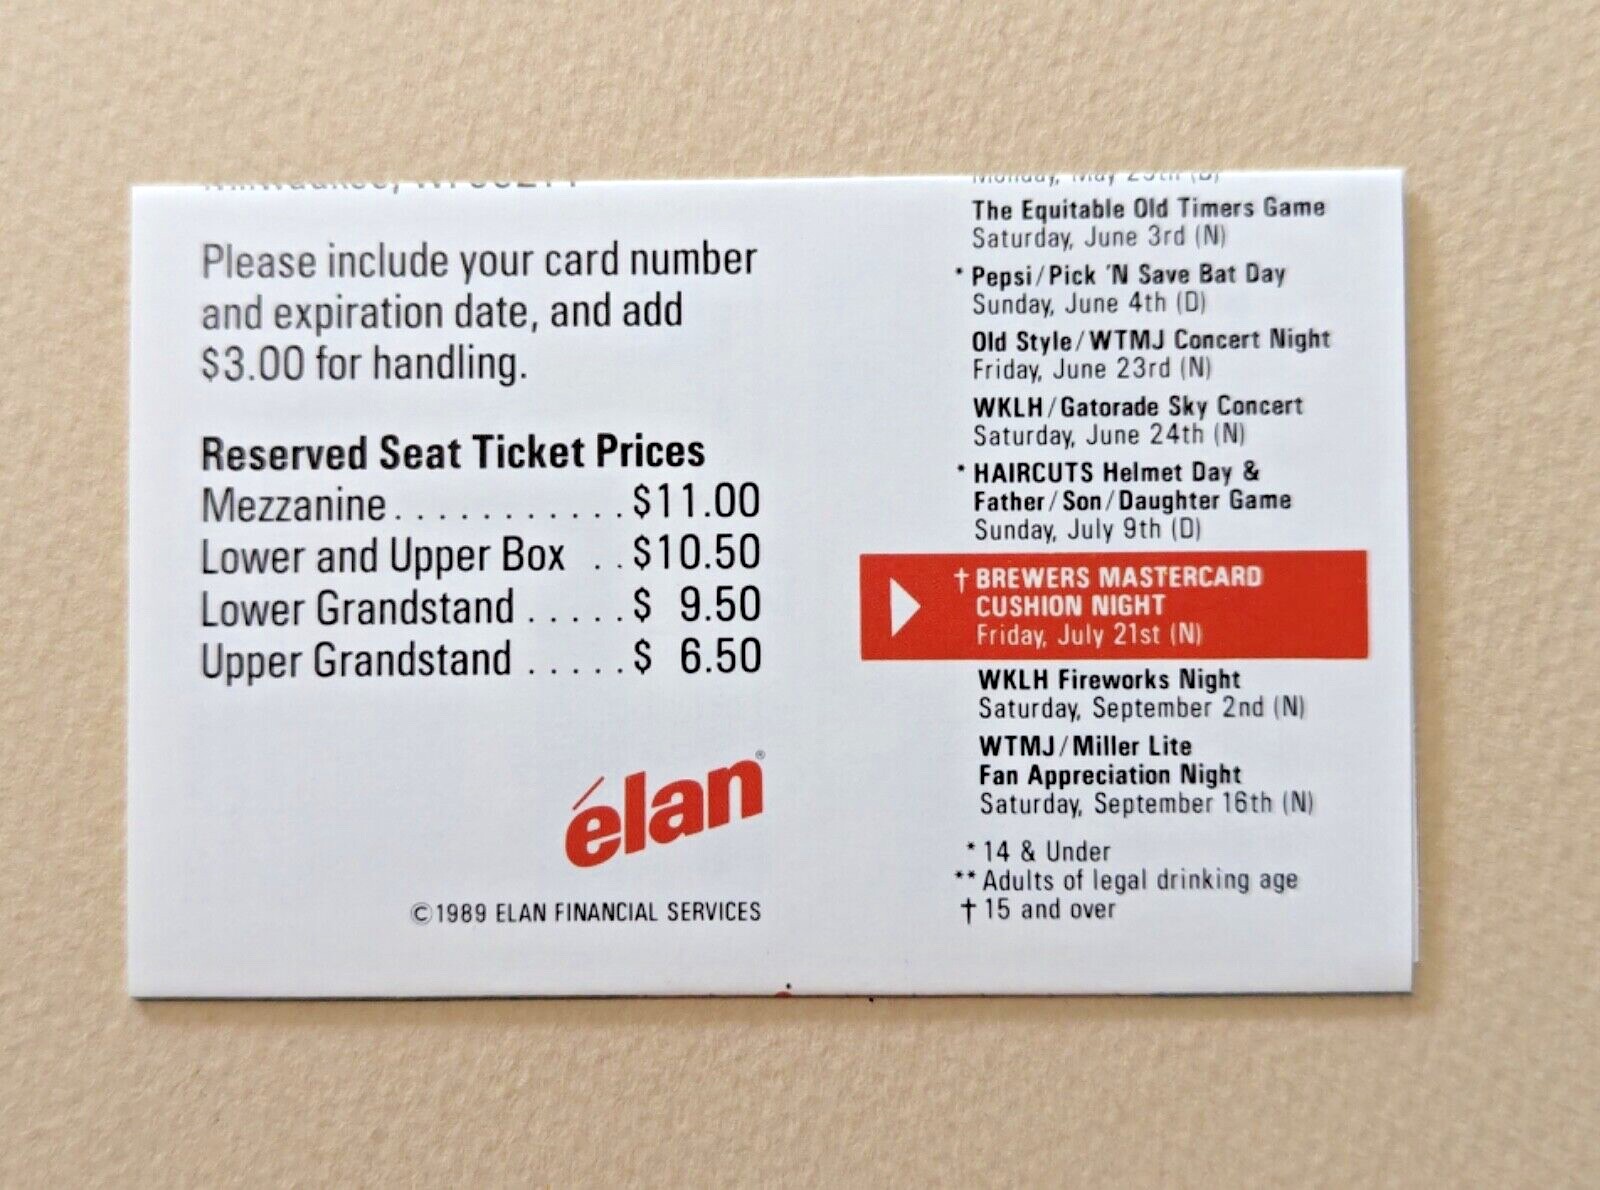 Please include your card number
and expiration date, and add
$3.00 for handling.
Reserved Seat Ticket Prices
Mezzanine . . . . . . . . . . . $11.00
Lower and Upper Box . . $10.50
Lower Grandstand . . . . . $ 9.50
Upper Grandstand . . . . . $ 6.50
élan®
©1989 ELAN FINANCIAL SERVICES
Monday, May 29th (D)
The Equitable Old Timers Game
Saturday, June 3rd (N)
* Pepsi/Pick 'N Save Bat Day
Sunday, June 4th (D)
Old Style/WTMJ Concert Night
Friday, June 23rd (N)
WKLH/Gatorade Sky Concert
Saturday, June 24th (N)
* HAIRCUTS Helmet Day &
Father/Son/Daughter Game
Sunday, July 9th (D)
† BREWERS MASTERCARD
CUSHION NIGHT
Friday, July 21st (N)
WKLH Fireworks Night
Saturday, September 2nd (N)
WTMJ/Miller Lite
Fan Appreciation Night
Saturday, September 16th (N)
* 14 & Under
** Adults of legal drinking age
† 15 and over